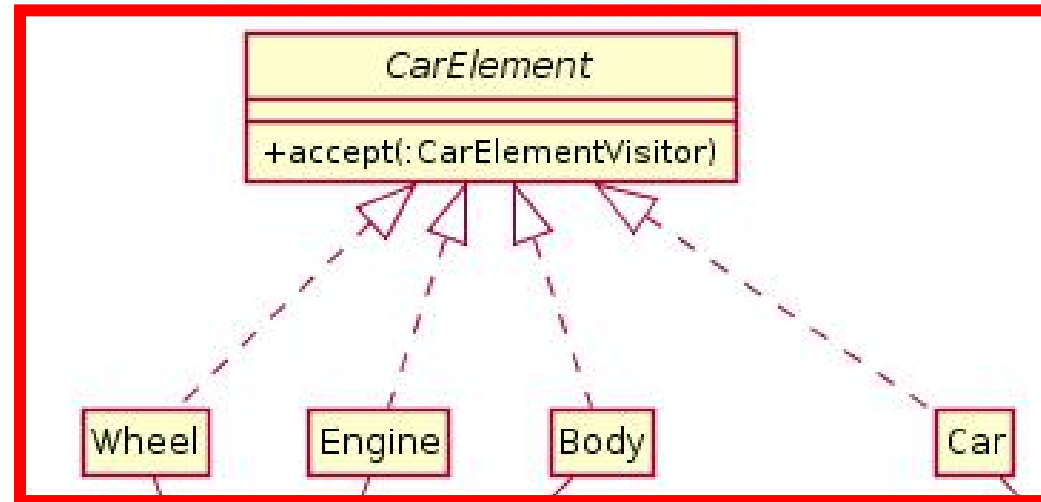 CarElement
+accept(:CarElementVisitor)
Wheel
Engine
Body
Car